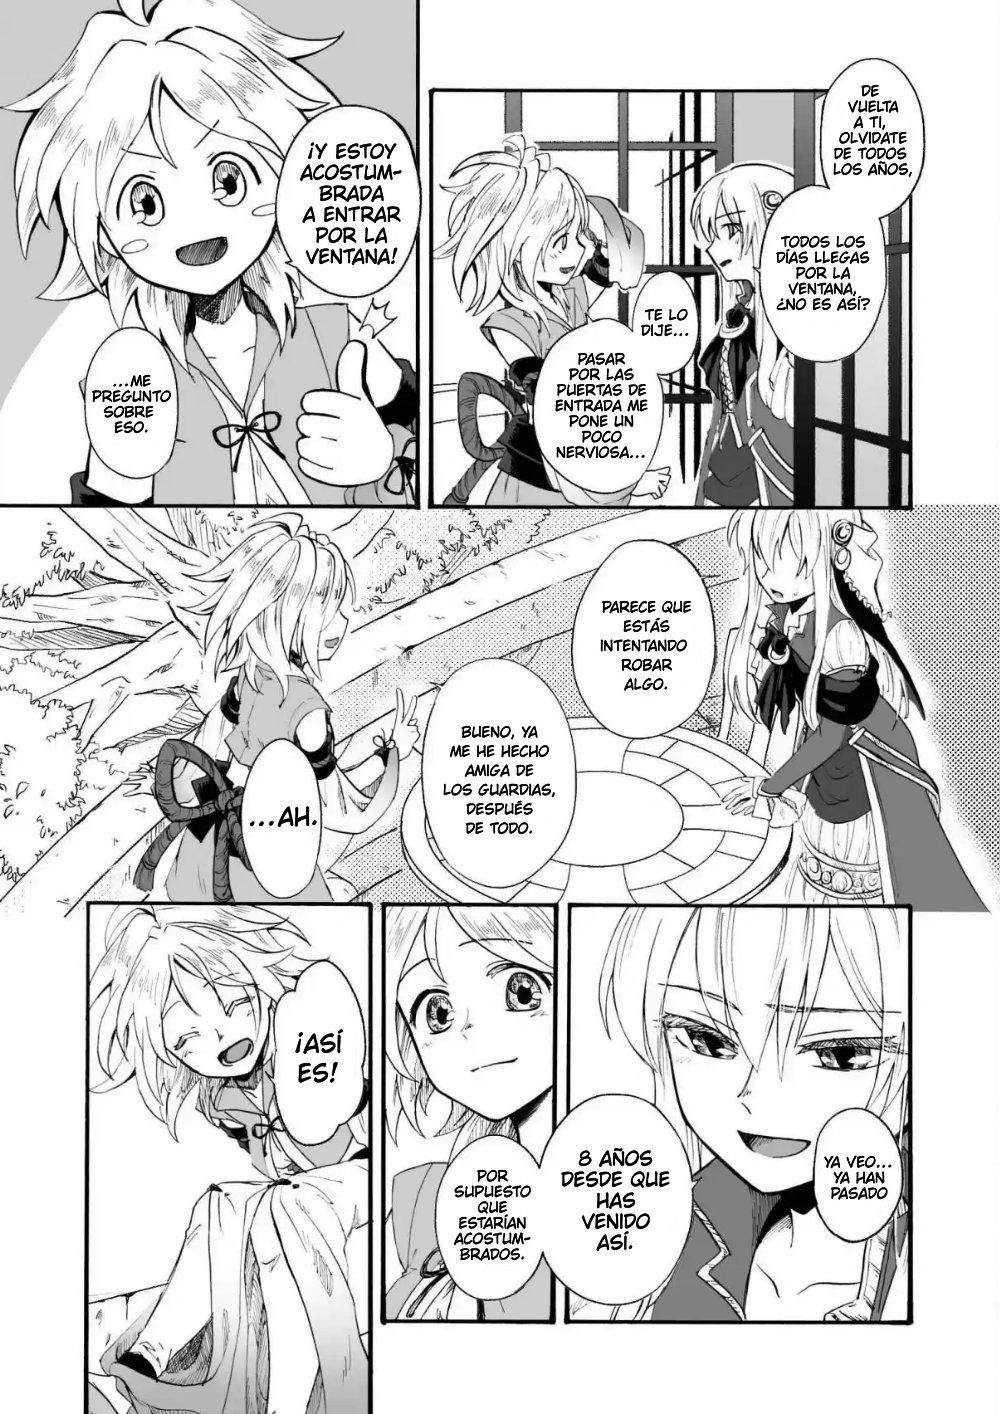 DE
VUELTA
A TI,
OLVIDATE
DE TODOS
LOS AÑOS,
TODOS LOS
DÍAS LLEGAS
POR LA
VENTANA,
¿NO ES ASÍ?
TE LO
DIJE...
PASAR
POR LAS
PUERTAS DE
ENTRADA ME
PONE UN
POCO
NERVIOSA...
¡Y ESTOY
ACOSTUM-
BRADA
A ENTRAR
POR LA
VENTANA!
...ME
PREGUNTO
SOBRE
ESO.
PARECE QUE
ESTÁS
INTENTANDO
ROBAR
ALGO.
BUENO, YA
ME HE HECHO
AMIGA DE
LOS GUARDIAS,
DESPUÉS
DE TODO.
...AH.
YA VEO...
YA HAN
PASADO
8 AÑOS
DESDE QUE
HAS
VENIDO
ASÍ.
POR
SUPUESTO
QUE
ESTARÍAN
ACOSTUM-
BRADOS.
¡ASÍ
ES!